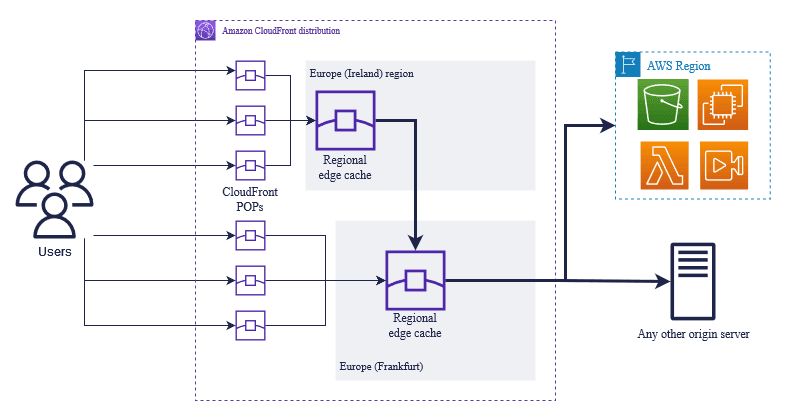 Amazon CloudFront distribution
Europe (Ireland) region
AWS Region
Regional
edge cache
CloudFront
POPs
Users
Regional
edge cache
Any other origin server
Europe (Frankfurt)